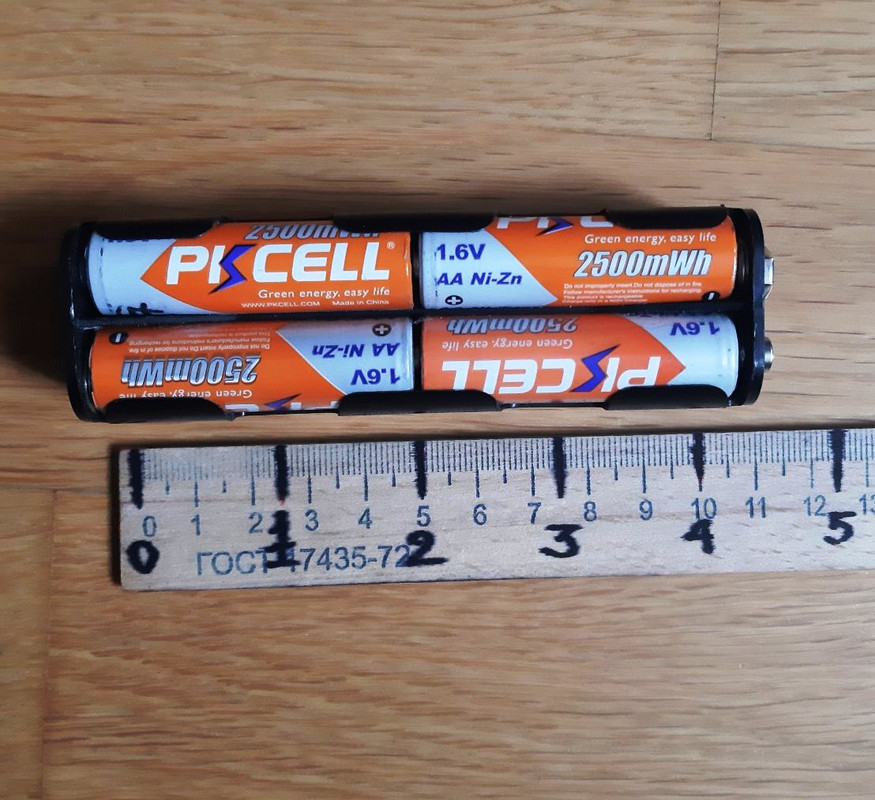 PKCELL®
Green energy, easy life
WWW.PKCELL.COM Made in China
1.6V
AA Ni-Zn
Green energy, easy life
2500mWh
Do not improperly insert.Do not dispose of in fire.
Follow manufacturer's instructions for recharging.
This product is rechargeable
2500mWh
Green energy, easy life
AA Ni-Zn
1.6V
2500mWh
Green energy, easy life
PKCELL
1.6V
0 1 2 3 4 5 6 7 8 9 10 11 12 13
0 1 2 3 4 5
ГОСТ 17435-72